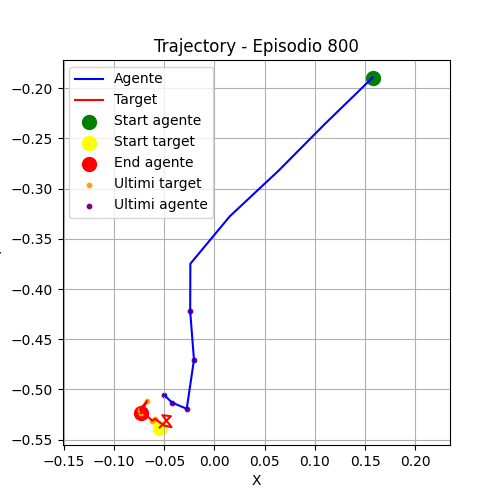 Trajectory - Episodio 800
Agente
Target
Start agente
Start target
End agente
Ultimi target
Ultimi agente
−0.20
−0.25
−0.30
−0.35
−0.40
−0.45
−0.50
−0.55
−0.15 −0.10 −0.05 0.00 0.05 0.10 0.15 0.20
X